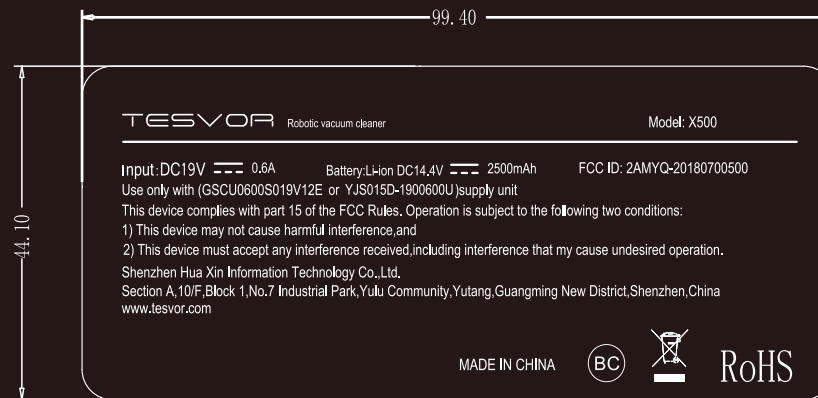 99.40
44.10
TESVOR Robotic vacuum cleaner Model: X500
Input:DC19V 0.6A Battery:Li-ion DC14.4V 2500mAh FCC ID: 2AMYQ-20180700500
Use only with (GSCU0600S019V12E or YJS015D-1900600U)supply unit
This device complies with part 15 of the FCC Rules. Operation is subject to the following two conditions:
1) This device may not cause harmful interference,and
2) This device must accept any interference received,including interference that my cause undesired operation.
Shenzhen Hua Xin Information Technology Co.,Ltd.
Section A,10/F,Block 1,No.7 Industrial Park,Yulu Community,Yutang,Guangming New District,Shenzhen,China
www.tesvor.com
MADE IN CHINA BC RoHS